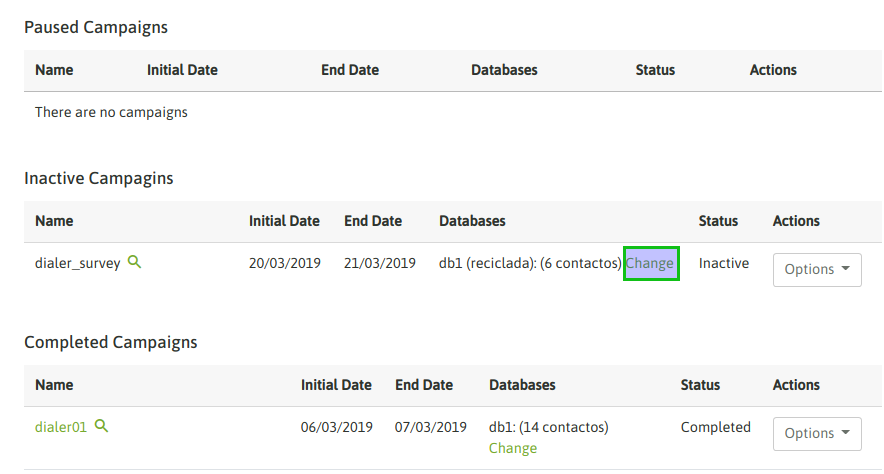 Paused Campaigns
Name Initial Date End Date Databases Status Actions
There are no campaigns
Inactive Campagins
Name Initial Date End Date Databases Status Actions
dialer_survey 20/03/2019 21/03/2019 db1 (reciclada): (6 contactos) Change Inactive Options
Completed Campaigns
Name Initial Date End Date Databases Status Actions
dialer01 06/03/2019 07/03/2019 db1: (14 contactos) Completed Options
Change